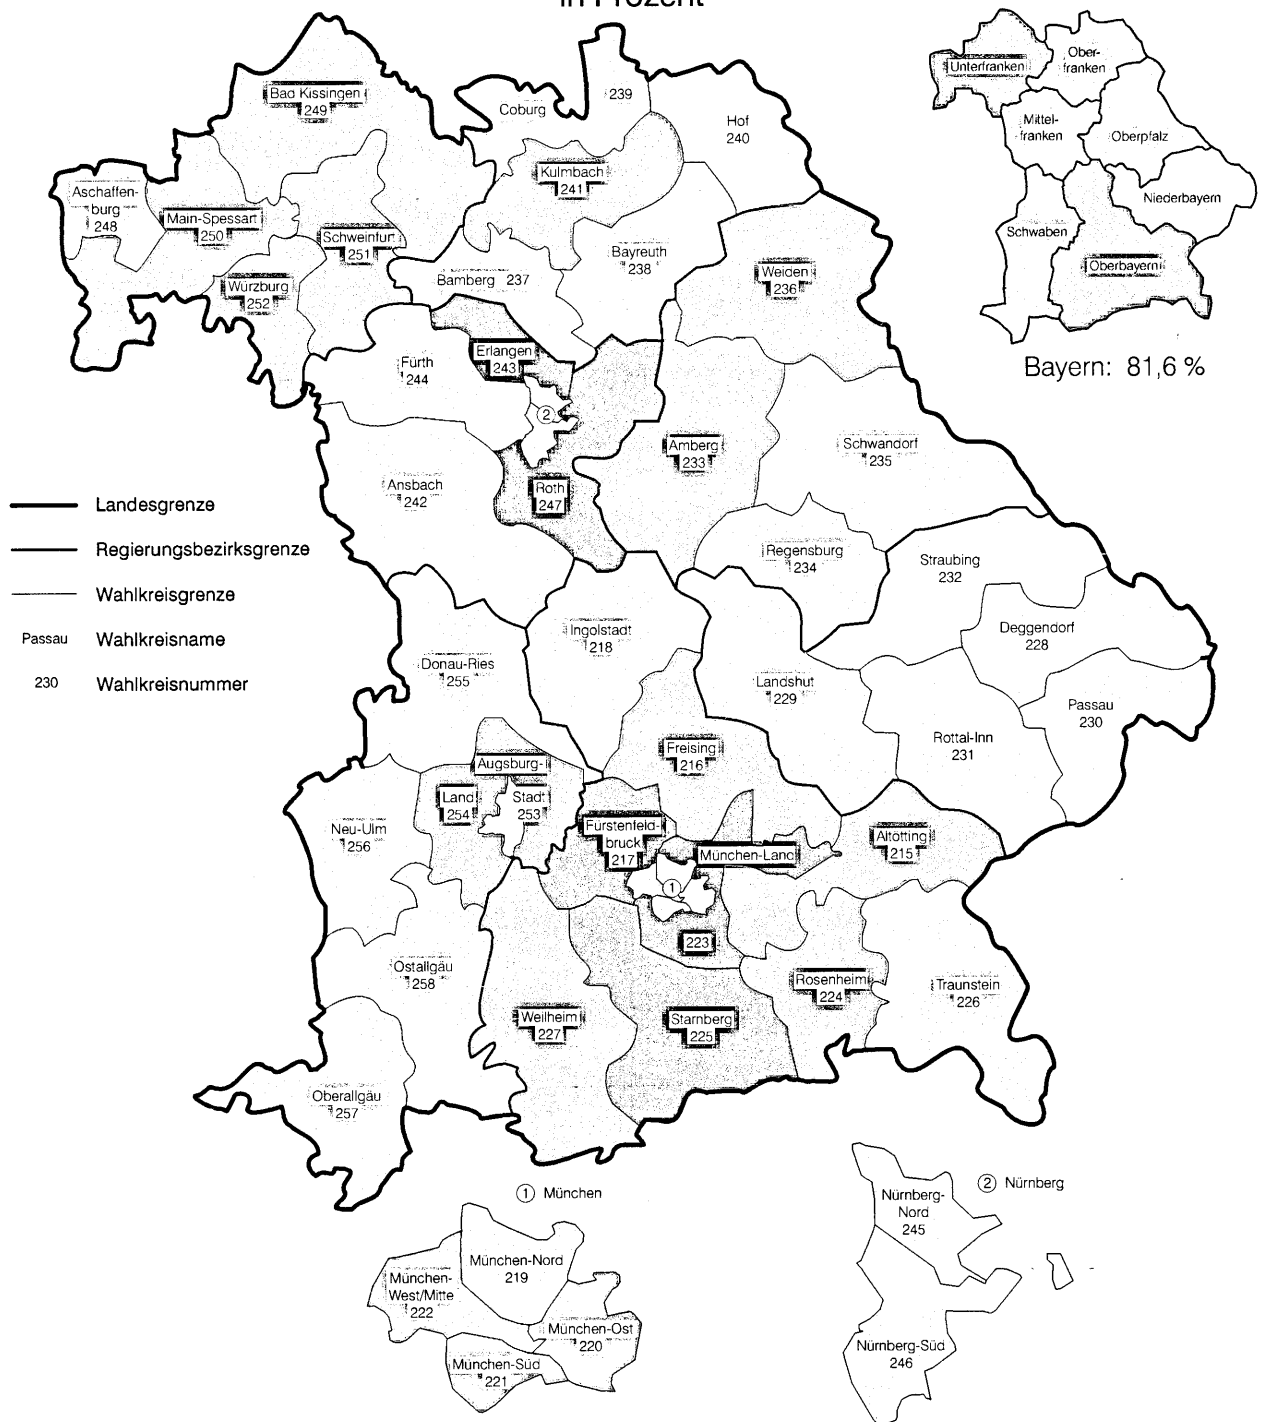 in Prozent
Bad Kissingen
249
Coburg
239
Hof
240
Kulmbach
241
Aschaffen-
burg
248
Main-Spessart
250
Schweinfurt
251
Würzburg
252
Bamberg 237
Bayreuth
238
Weiden
236
Fürth
244
Erlangen
243
2
Amberg
233
Schwandorf
235
Ansbach
242
Roth
247
Regensburg
234
Straubing
232
Deggendorf
228
Ingolstadt
218
Donau-Ries
255
Landshut
229
Passau
230
Rottal-Inn
231
Freising
216
Augsburg-
Land
254
Stadt
253
Neu-Ulm
256
Fürstenfeld-
bruck
217
München-Land
223
1
Altötting
215
Ostallgäu
258
Weilheim
227
Starnberg
225
Rosenheim
224
Traunstein
226
Oberallgäu
257
Unterfranken
Ober-
franken
Mittel-
franken
Oberpfalz
Niederbayern
Schwaben
Oberbayern
Bayern: 81,6 %
Landesgrenze
Regierungsbezirksgrenze
Wahlkreisgrenze
Passau Wahlkreisname
230 Wahlkreisnummer
1 München
München-Nord
219
München-
West/Mitte
222
München-Ost
220
München-Süd
221
2 Nürnberg
Nürnberg-
Nord
245
Nürnberg-Süd
246